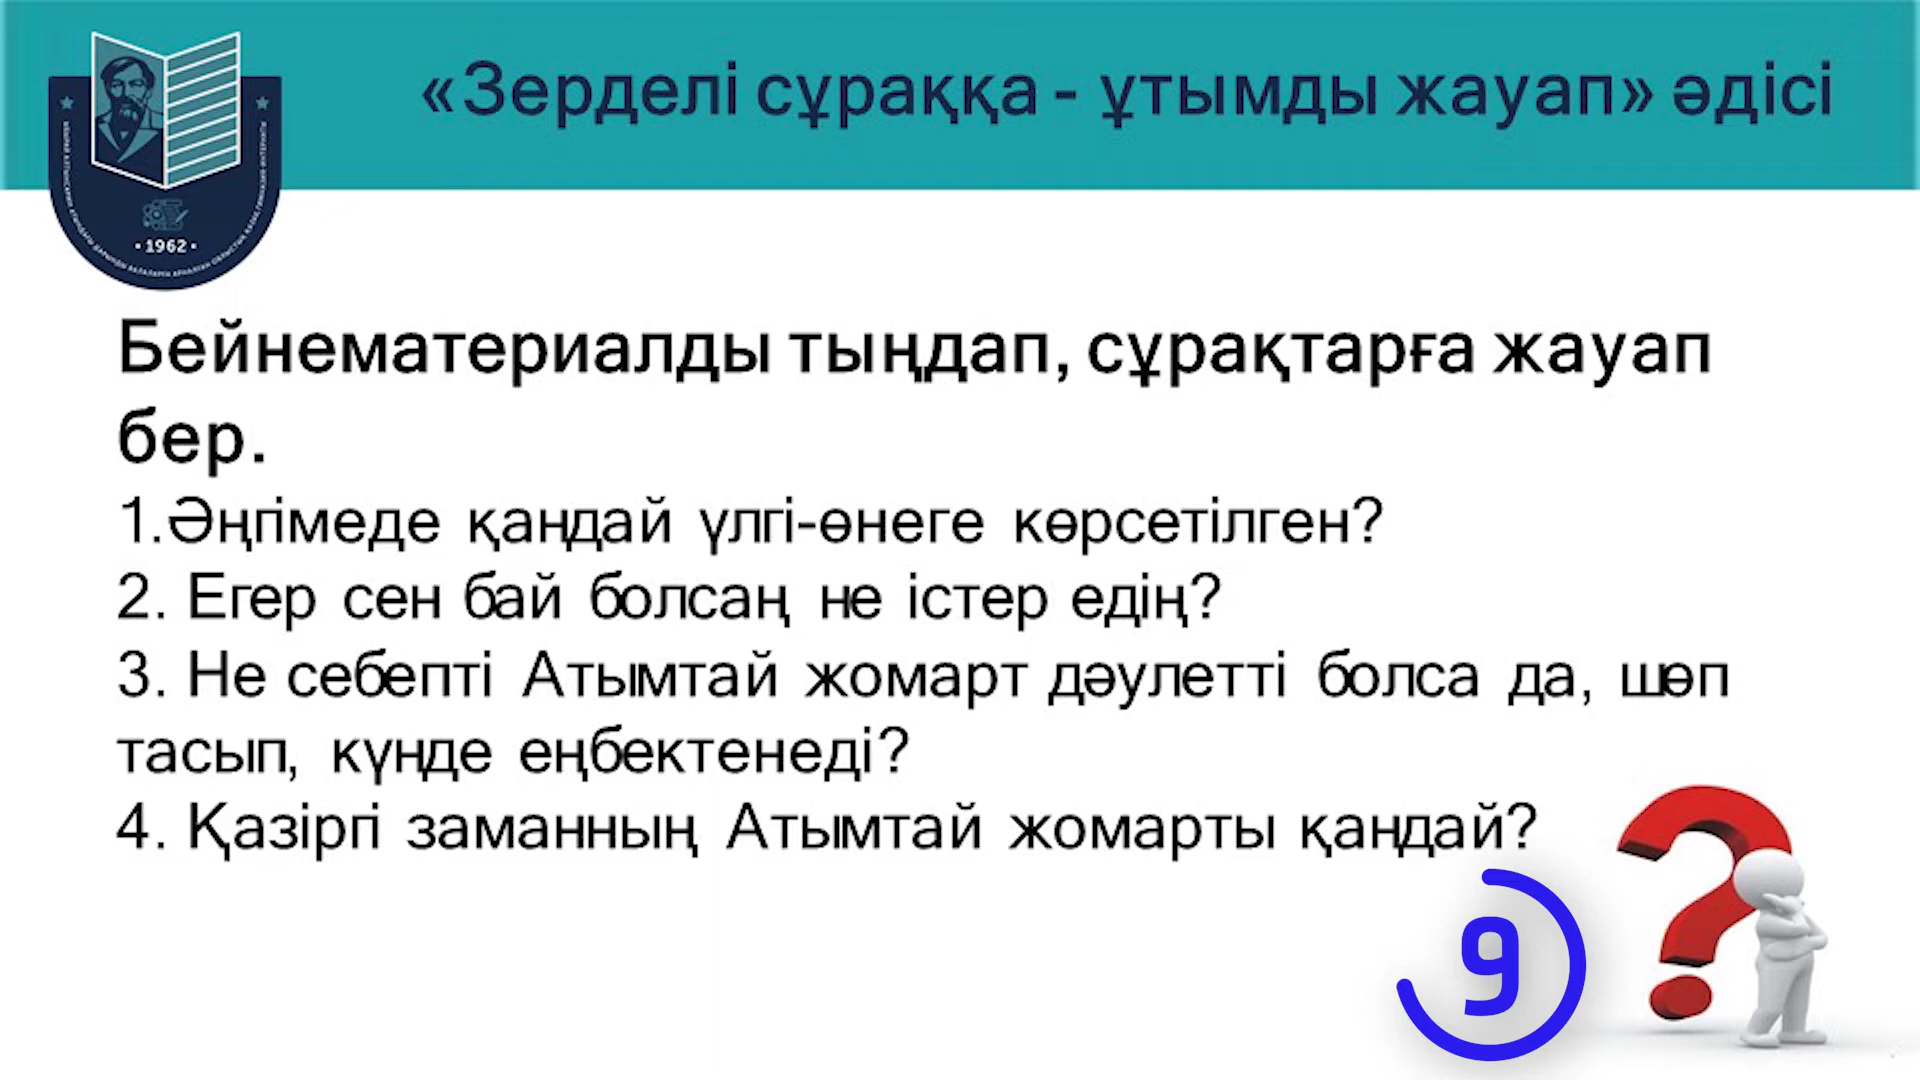 «Зерделі сұраққа - ұтымды жауап» әдісі
• 1962 •
Бейнематериалды тыңдап, сұрақтарға жауап
бер.
1.Әңгімеде қандай үлгі-өнеге көрсетілген?
2. Егер сен бай болсаң не істер едің?
3. Не себепті Атымтай жомарт дәулетті болса да, шөп
тасып, күнде еңбектенеді?
4. Қазіргі заманның Атымтай жомарты қандай?
9